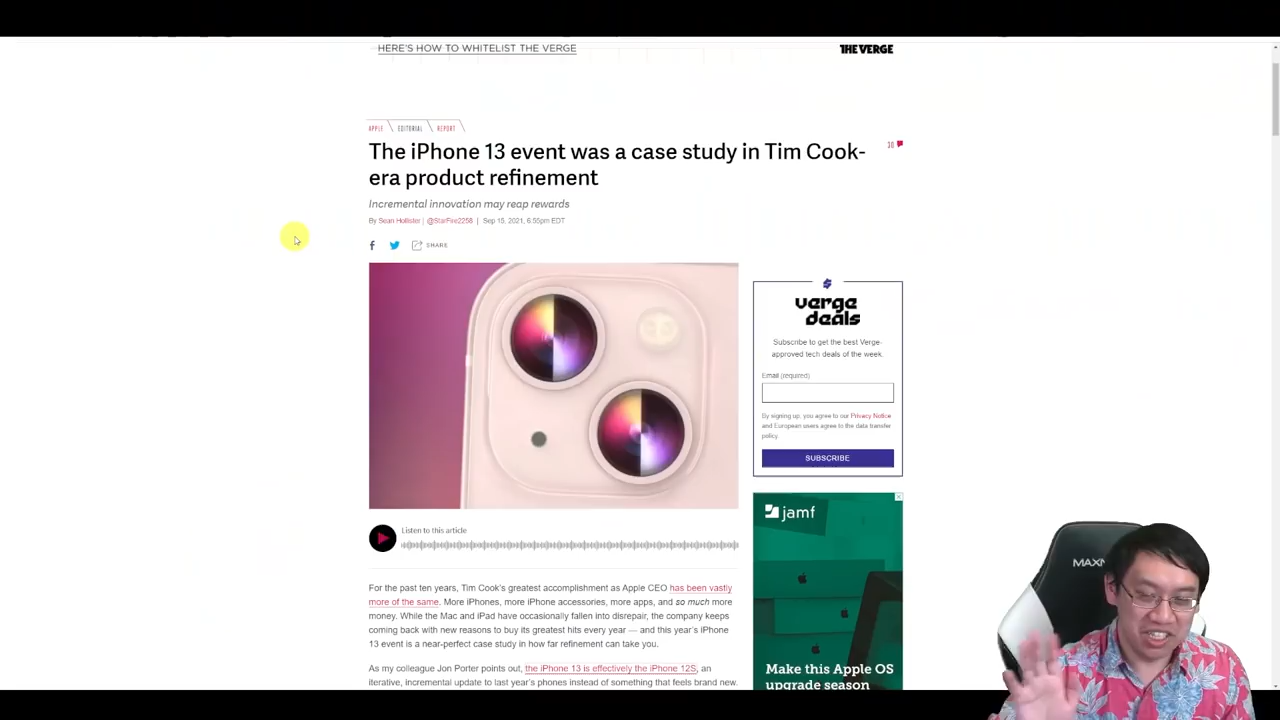 HERE'S HOW TO WHITELIST THE VERGE
THE VERGE
APPLE \ EDITORIAL \ REPORT
The iPhone 13 event was a case study in Tim Cook-
era product refinement
30
Incremental innovation may reap rewards
By Sean Hollister | @StarFire2258 | Sep 15, 2021, 6:55pm EDT
SHARE
Listen to this article
For the past ten years, Tim Cook's greatest accomplishment as Apple CEO has been vastly
more of the same. More iPhones, more iPhone accessories, more apps, and so much more
money. While the Mac and iPad have occasionally fallen into disrepair, the company keeps
coming back with new reasons to buy its greatest hits every year — and this year's iPhone
13 event is a near-perfect case study in how far refinement can take you.
As my colleague Jon Porter points out, the iPhone 13 is effectively the iPhone 12S, an
iterative, incremental update to last year's phones instead of something that feels brand new.
verge
deals
Subscribe to get the best Verge-
approved tech deals of the week.
Email (required)
By signing up, you agree to our Privacy Notice
and European users agree to the data transfer
policy.
SUBSCRIBE
jamf
Make this Apple OS
upgrade season
MAXN